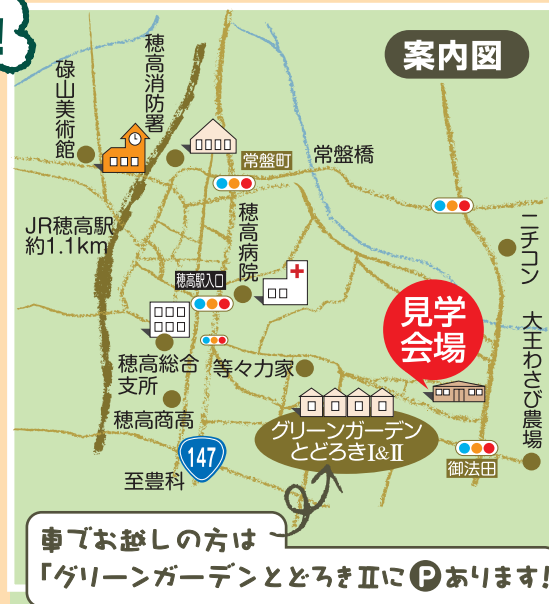 !
案内図
穂高消防署
碌山美術館
常盤町
常盤橋
JR穂高駅
約1.1km
穂高病院
ニチコン
穂高駅入口
見学
会場
大王わさび農場
穂高総合
支所
等々力家
穂高商高
グリーンガーデン
とどろきⅠ&Ⅱ
147
御法田
至豊科
車でお越しの方は
「グリーンガーデンとどろきⅡにⓅあります!